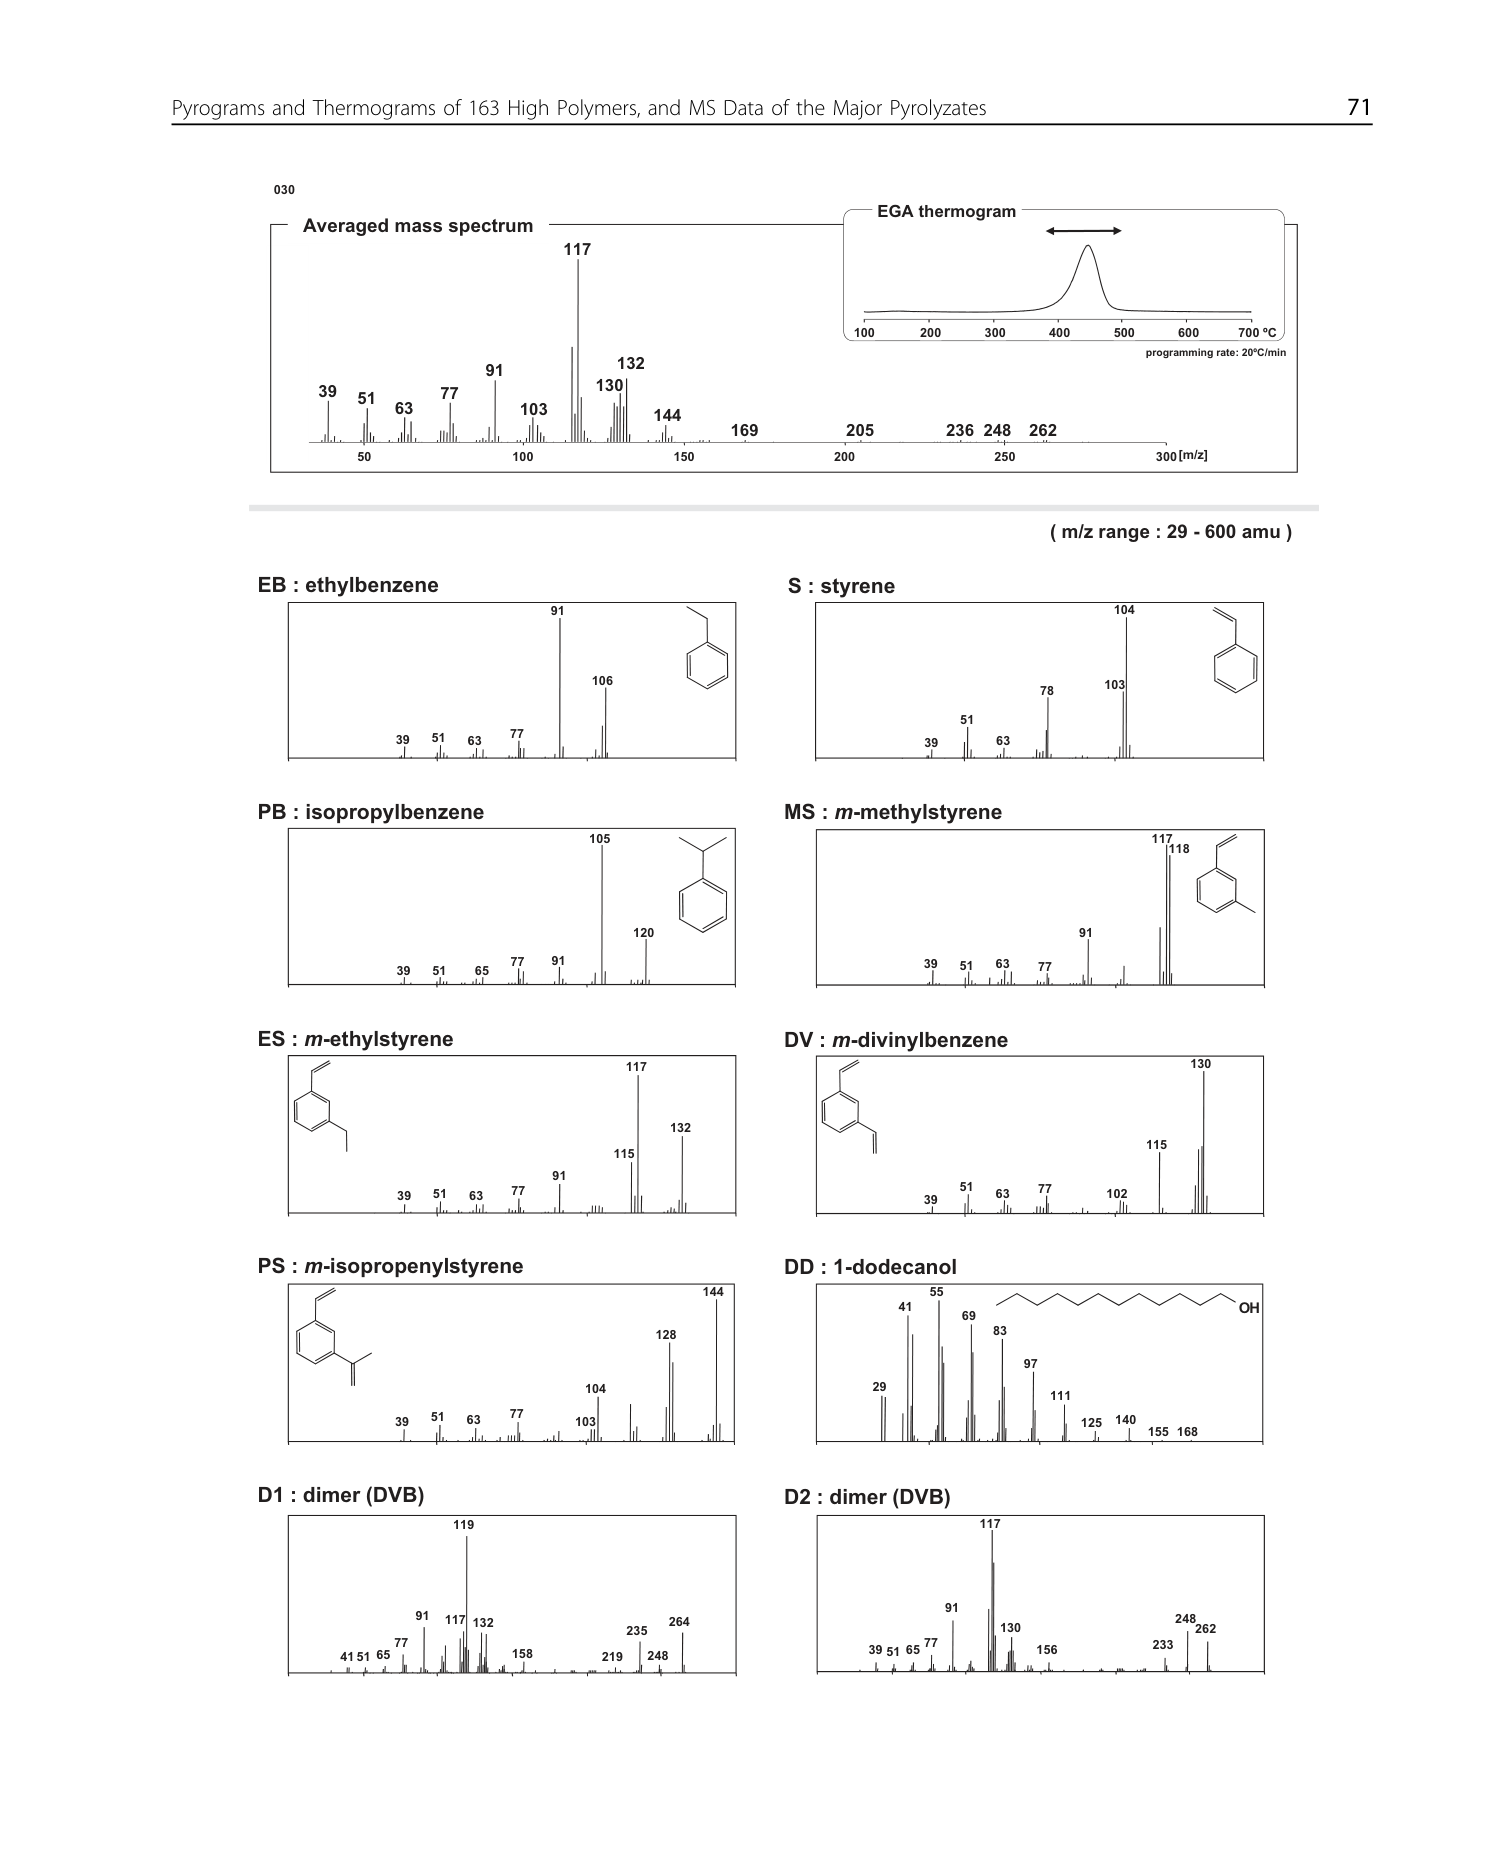 Pyrograms and Thermograms of 163 High Polymers, and MS Data of the Major Pyrolyzates 71
030
Averaged mass spectrum
EGA thermogram
100 200 300 400 500 600 700 ºC
programming rate: 20ºC/min
117
132
91
130
39
51
77
63
103
144
169 205 236 248 262
50 100 150 200 250 300 [m/z]
( m/z range : 29 - 600 amu )
EB : ethylbenzene
91
106
77
39 51 63
S : styrene
104
103
78
51
39 63
PB : isopropylbenzene
105
120
77 91
39 51 65
MS : m-methylstyrene
117
118
91
39 51 63 77
ES : m-ethylstyrene
117
132
115
91
77
39 51 63
DV : m-divinylbenzene
130
115
51 77 102
39 63
PS : m-isopropenylstyrene
144
128
104
103
77
39 51 63
DD : 1-dodecanol
OH
55
41
69
83
97
29
111
125 140
155 168
D1 : dimer (DVB)
119
91 117 132
264
235
77
41 51 65 158 219 248
D2 : dimer (DVB)
117
91
248
262
130
233
39 51 65 77 156